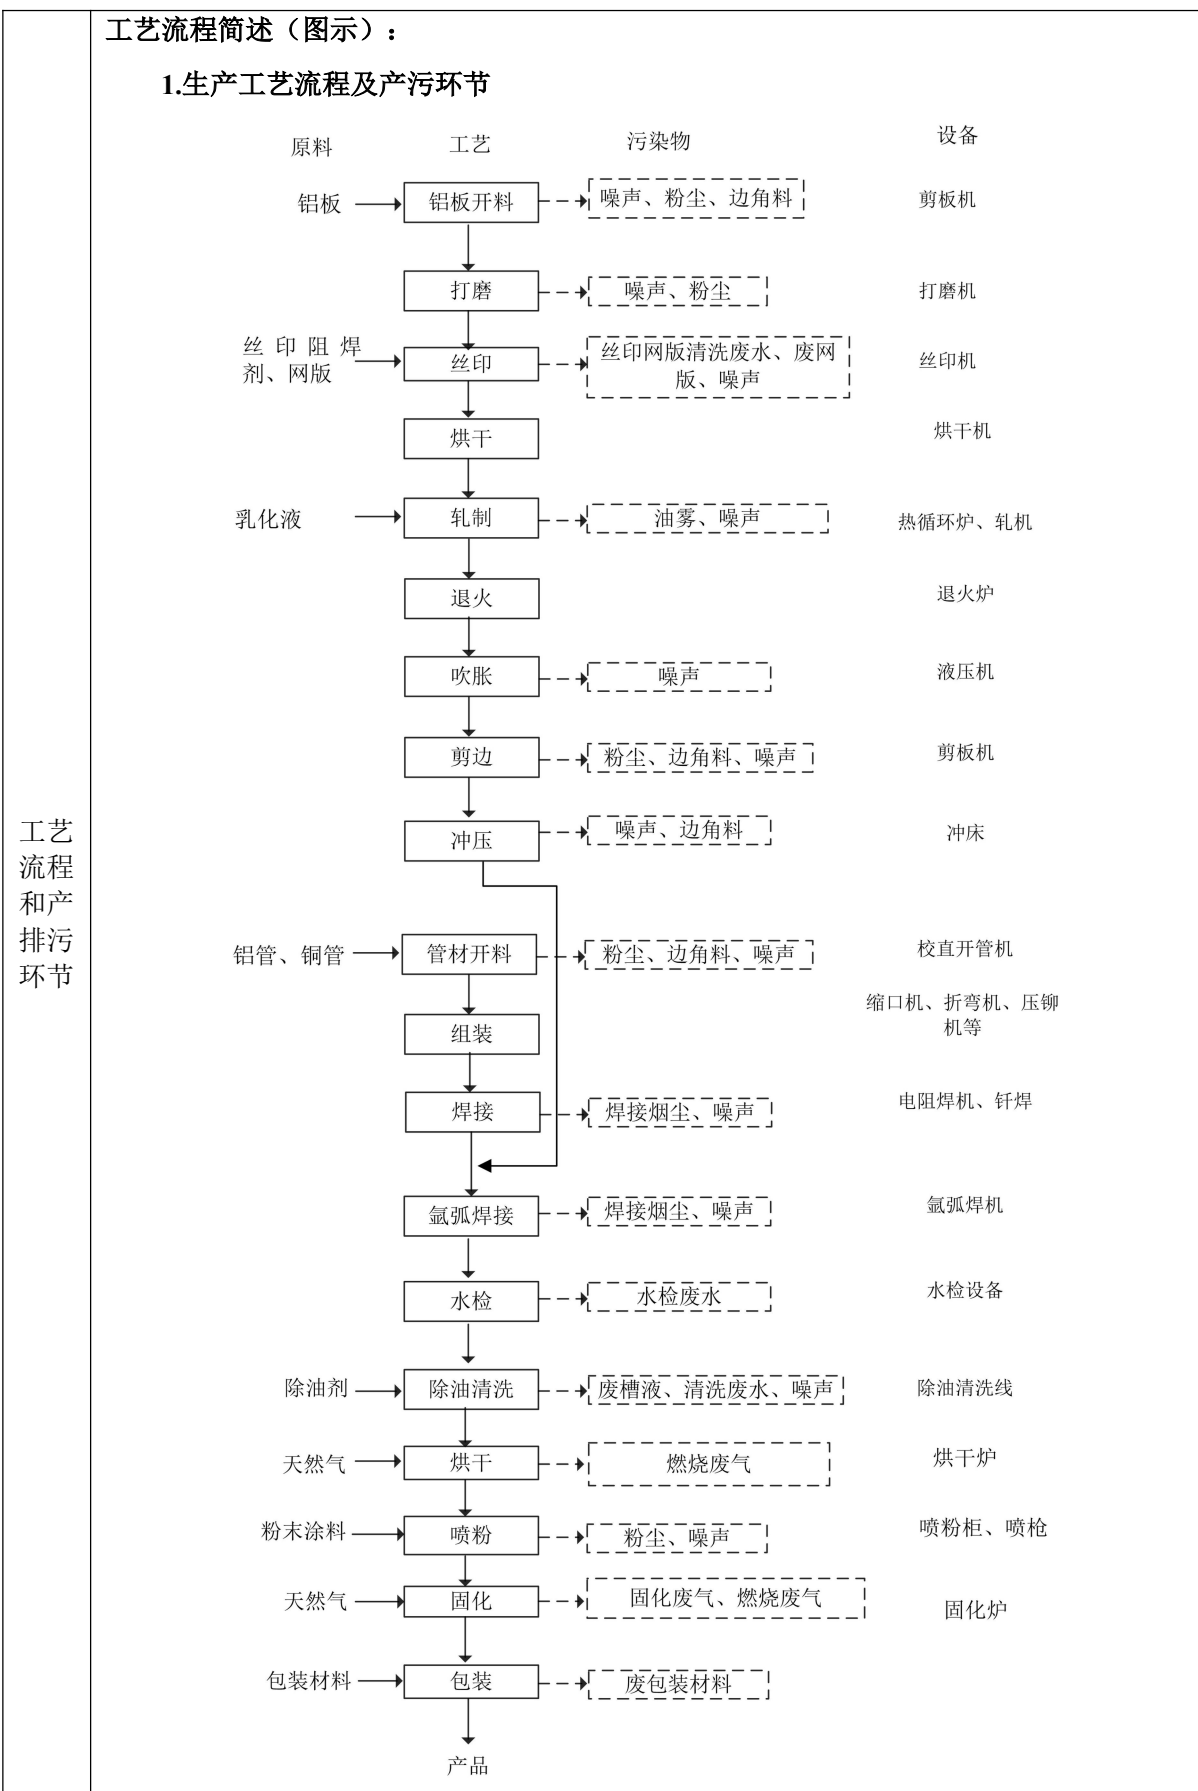 工艺流程简述（图示）：
1.生产工艺流程及产污环节
原料 工艺 污染物 设备
铝板 铝板开料 噪声、粉尘、边角料 剪板机
打磨 噪声、粉尘 打磨机
丝印阻焊
剂、网版
丝印
丝印网版清洗废水、废网
版、噪声
丝印机
烘干 烘干机
乳化液 轧制 油雾、噪声 热循环炉、轧机
退火 退火炉
吹胀 噪声 液压机
剪边 粉尘、边角料、噪声 剪板机
冲压 噪声、边角料 冲床
工艺
流程
和产
排污
环节
铝管、铜管 管材开料 粉尘、边角料、噪声 校直开管机
组装
缩口机、折弯机、压铆
机等
焊接 焊接烟尘、噪声 电阻焊机、钎焊
氩弧焊接 焊接烟尘、噪声 氩弧焊机
水检 水检废水 水检设备
除油剂 除油清洗 废槽液、清洗废水、噪声 除油清洗线
天然气 烘干 燃烧废气 烘干炉
粉末涂料 喷粉 粉尘、噪声 喷粉柜、喷枪
天然气 固化 固化废气、燃烧废气 固化炉
包装材料 包装 废包装材料
产品